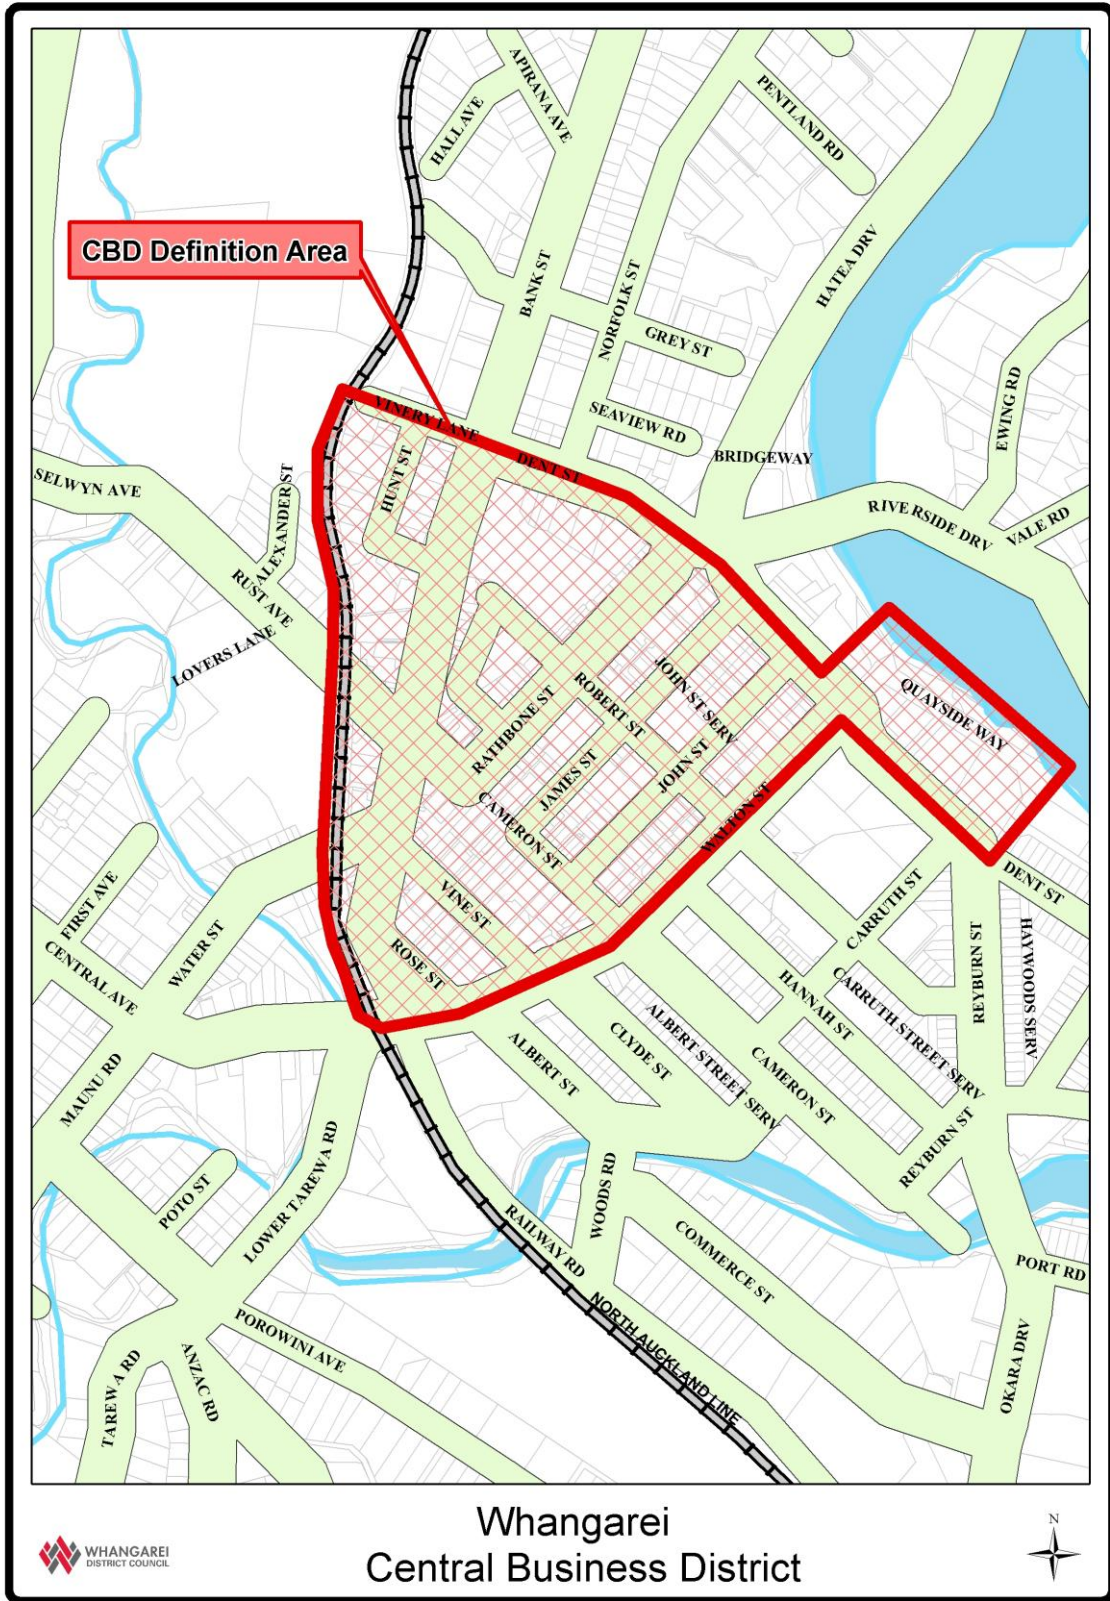 APIRANA AVE
PENTLAND RD
HALL AVE
CBD Definition Area
BANK ST
HATEA DRV
NORFOLK ST
GREY ST
EWING RD
VINERY LANE
SEAVIEW RD
DENT ST
BRIDGEWAY
HUNT ST
SELWYN AVE
ALEXANDER ST
RIVERSIDE DRV
VALE RD
RUST AVE
LOVERS LANE
JOHN ST SERV
QUAYSIDE WAY
ROBERT ST
RATHBONE ST
JOHN ST
JAMES ST
WALTON ST
CAMERON ST
VINE ST
DENT ST
FIRST AVE
CARRUTH ST
WATER ST
ROSE ST
CENTRAL AVE
REYBURN ST
HAYWOODS SERV
HANNAH ST
CARRUTH STREET SERV
CLYDE ST
ALBERT STREET SERV
ALBERT ST
CAMERON ST
MAUNU RD
REYBURN ST
LOWER TAREWA RD
POTO ST
WOODS RD
RAILWAY RD
COMMERCE ST
PORT RD
NORTH AUCKLAND LINE
POROWINI AVE
OKARA DRV
TAREWA RD
ANZAC RD
Whangarei
Central Business District
WHANGAREI
DISTRICT COUNCIL
N